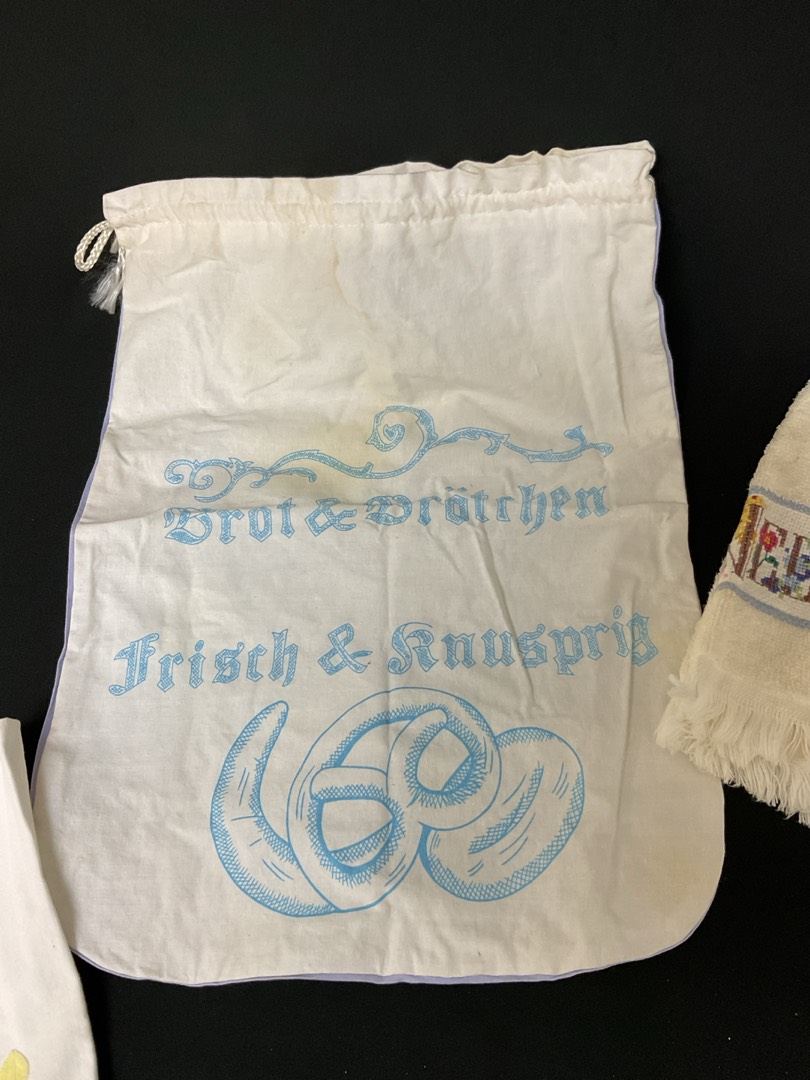 Brot & Brötchen
Frisch & Knusprig